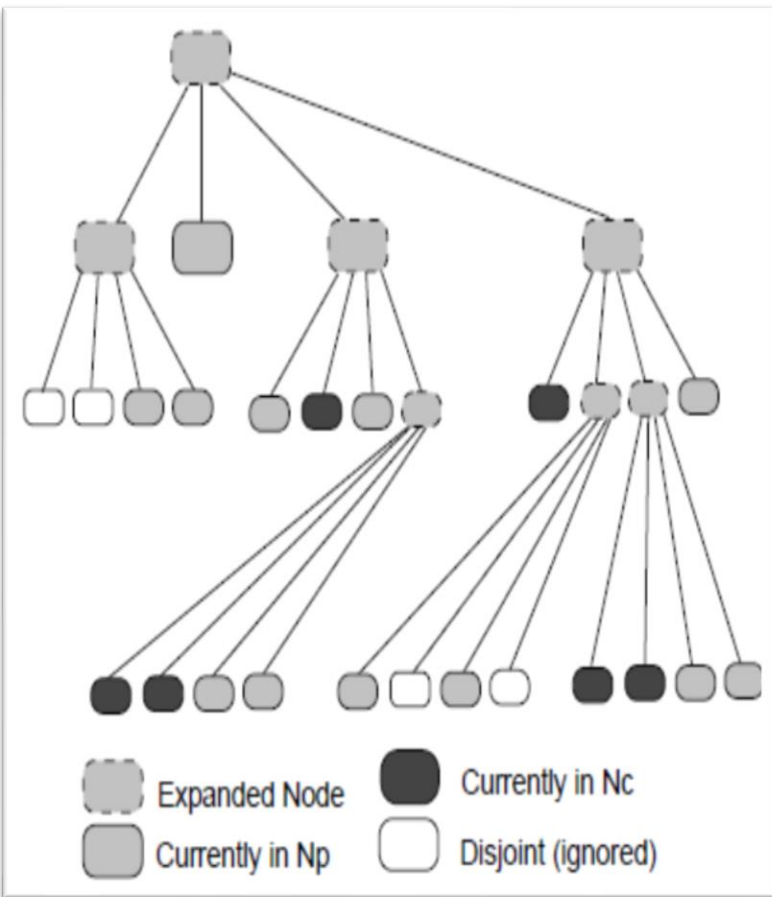 Expanded Node
Currently in Nc
Currently in Np
Disjoint (ignored)